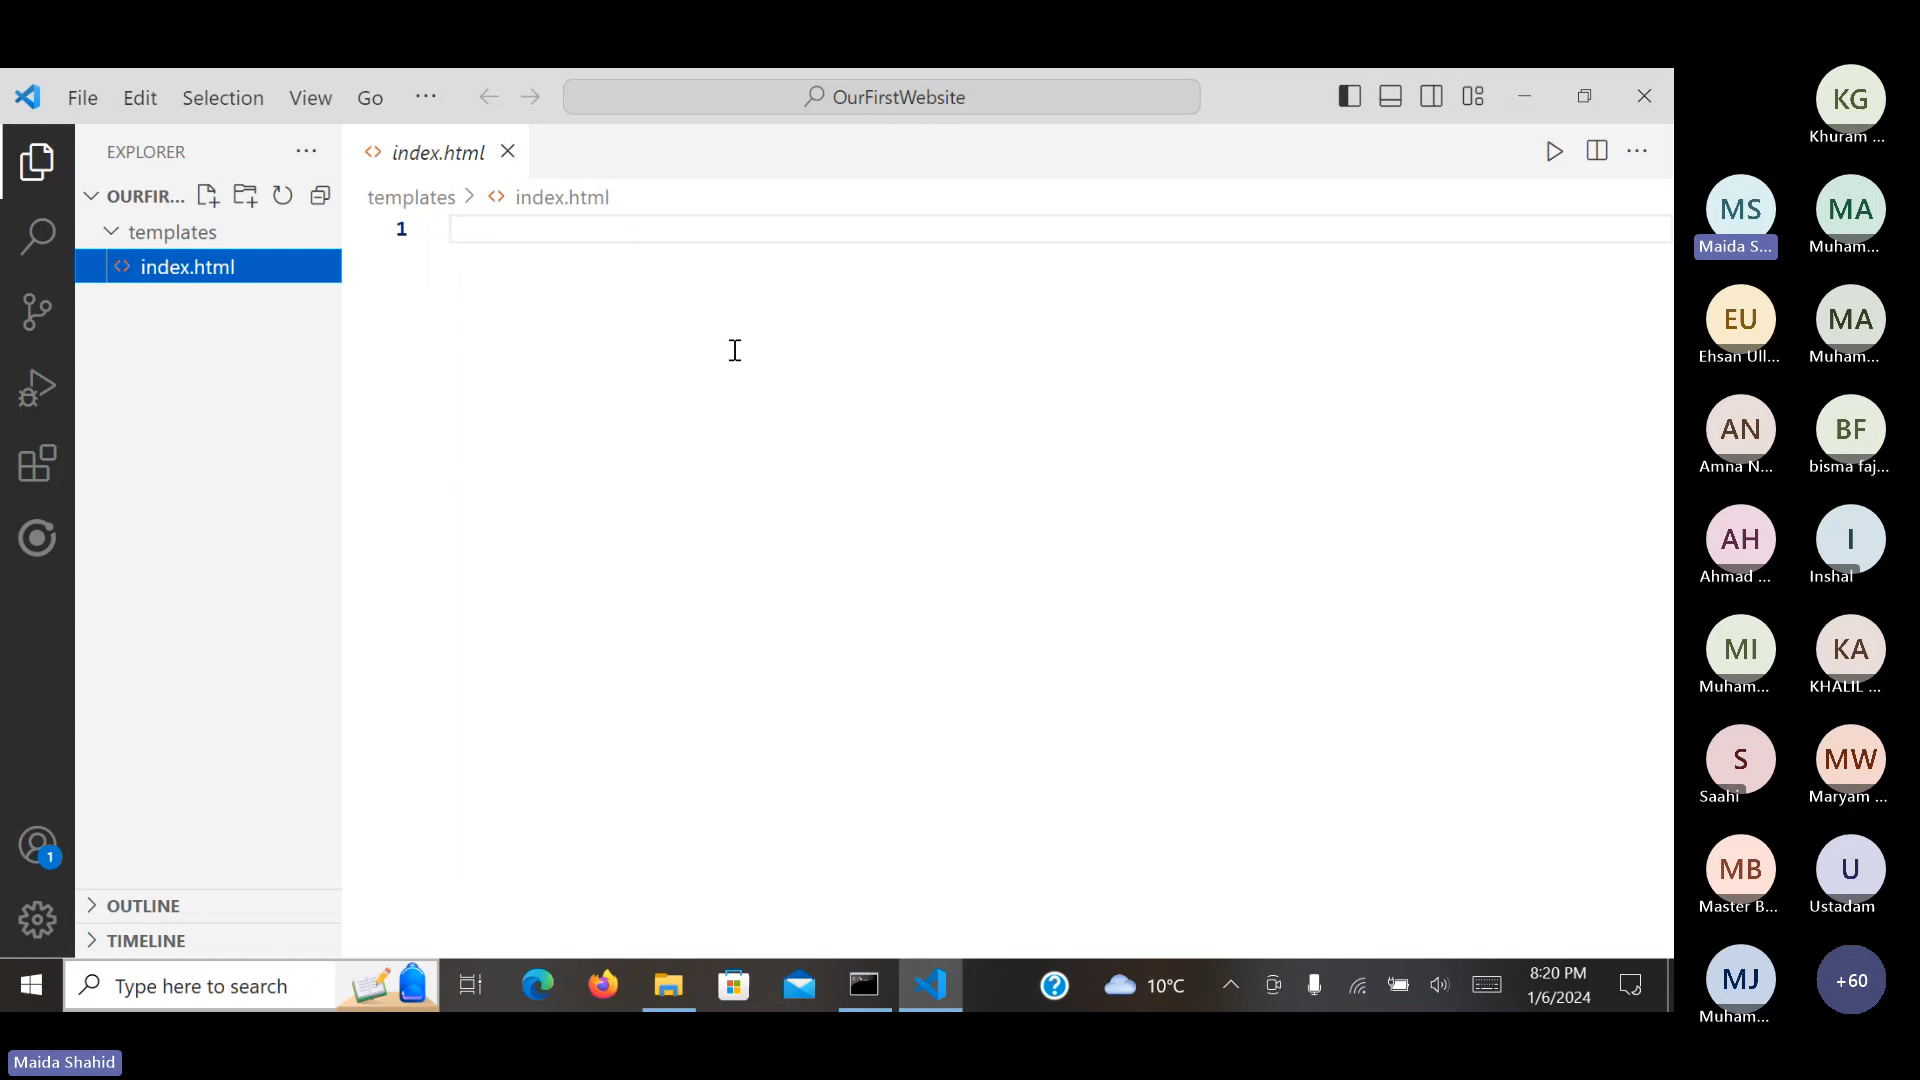 File Edit Selection View Go ··· OurFirstWebsite
EXPLORER ···
OURFIR...
templates
index.html
OUTLINE
TIMELINE
index.html
templates > index.html
1
1
Type here to search
10°C
8:20 PM
1/6/2024
KG
Khuram ...
MS
Maida S...
MA
Muham...
EU
Ehsan Ull...
MA
Muham...
AN
Amna N...
BF
bisma faj...
AH
Ahmad ...
I
Inshal
MI
Muham...
KA
KHALIL ...
S
Saahi
MW
Maryam ...
MB
Master B...
U
Ustadam
MJ
Muham...
+60
Maida Shahid